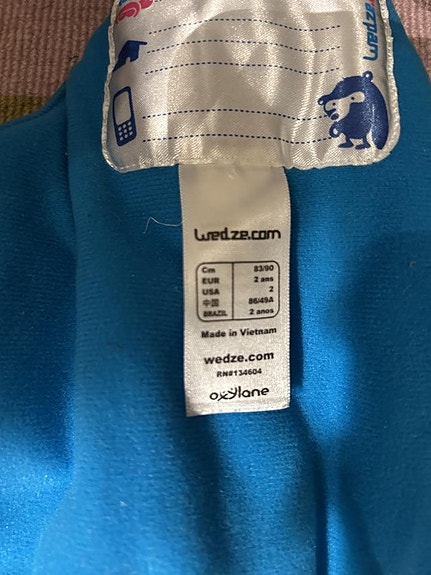 wedze.
wedze.com
Cm 83/90
EUR 2 ans
USA 2
中国 86/49A
BRAZIL 2 anos
Made in Vietnam
wedze.com
RN#134604
oxylane